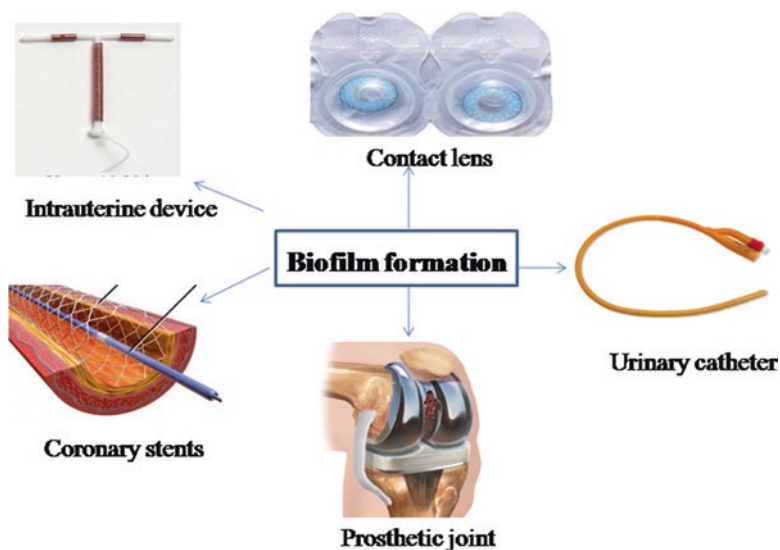 Contact lens
Intrauterine device
Biofilm formation
Urinary catheter
Coronary stents
Prosthetic joint